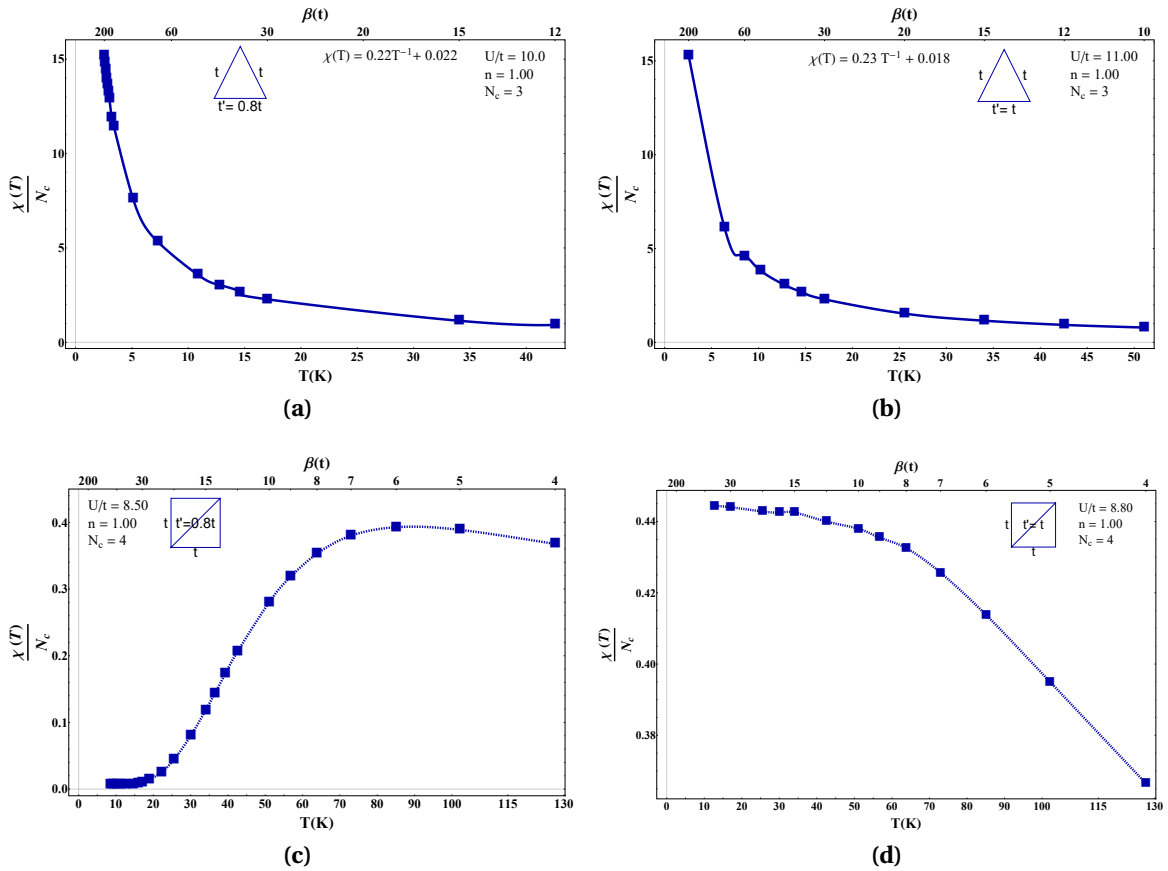 β(t)
200 60 40 30 20 15 12
χ(T) = 0.22T⁻¹ + 0.022
U/t = 10.0
n = 1.00
N_c = 3
t t
t'= 0.8t
χ(T)
N_c
15
10
5
0
0 5 10 15 20 25 30 35 40
T(K)
(a)
β(t)
200 60 40 30 20 15 12 10
χ(T) = 0.23 T⁻¹ + 0.018
U/t = 11.00
n = 1.00
N_c = 3
t t
t'= t
χ(T)
N_c
15
10
5
0
0 5 10 15 20 25 30 35 40 45 50
T(K)
(b)
β(t)
200 30 15 10 8 7 6 5 4
U/t = 8.50
n = 1.00
N_c = 4
t t'=0.8t
t
χ(T)
N_c
0.4
0.3
0.2
0.1
0.0
0 10 20 30 40 50 60 70 80 90 100 115 130
T(K)
(c)
β(t)
200 30 15 10 8 7 6 5 4
U/t = 8.80
n = 1.00
N_c = 4
t t'= t
t
χ(T)
N_c
0.44
0.42
0.40
0.38
0 10 20 30 40 50 60 70 80 90 100 115 130
T(K)
(d)